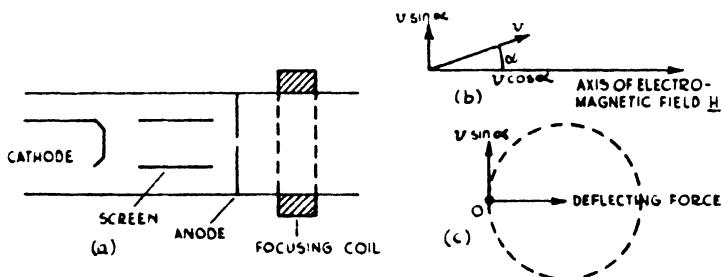 CATHODE
SCREEN
(a)
ANODE
FOCUSING COIL
v sin α
v
α
v cos α
(b)
AXIS OF ELECTRO-
MAGNETIC FIELD H
v sin α
O
DEFLECTING FORCE
(c)